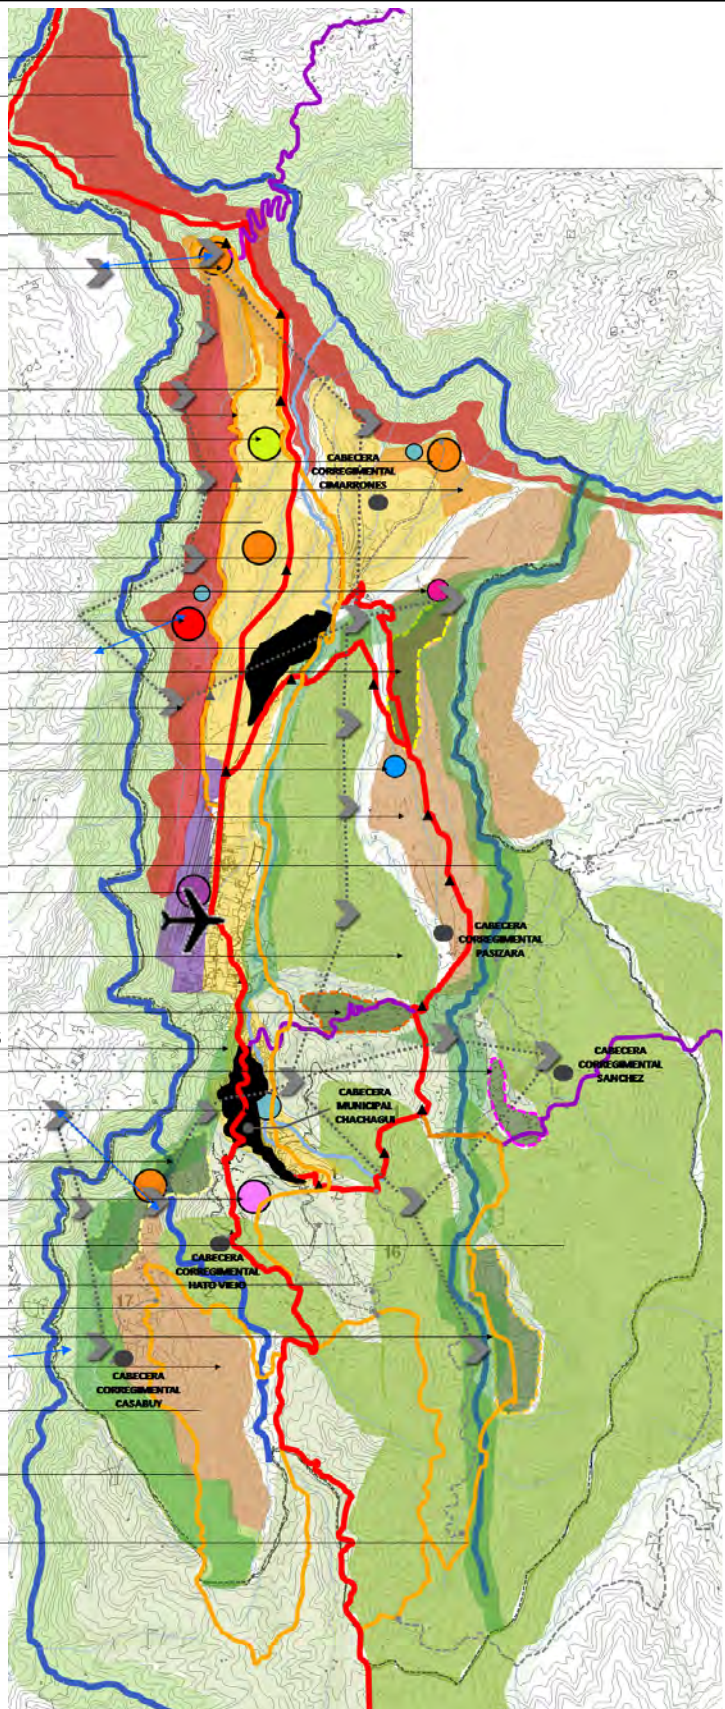 CABECERA
CORREGIMENTAL
CIMARRONES
CABECERA
CORREGIMENTAL
PASIZARA
CABECERA
CORREGIMENTAL
SANCHEZ
CABECERA
MUNICIPAL
CHACHAGUI
16
CABECERA
CORREGIMENTAL
HATO VIEJO
17
CABECERA
CORREGIMENTAL
CASABUY